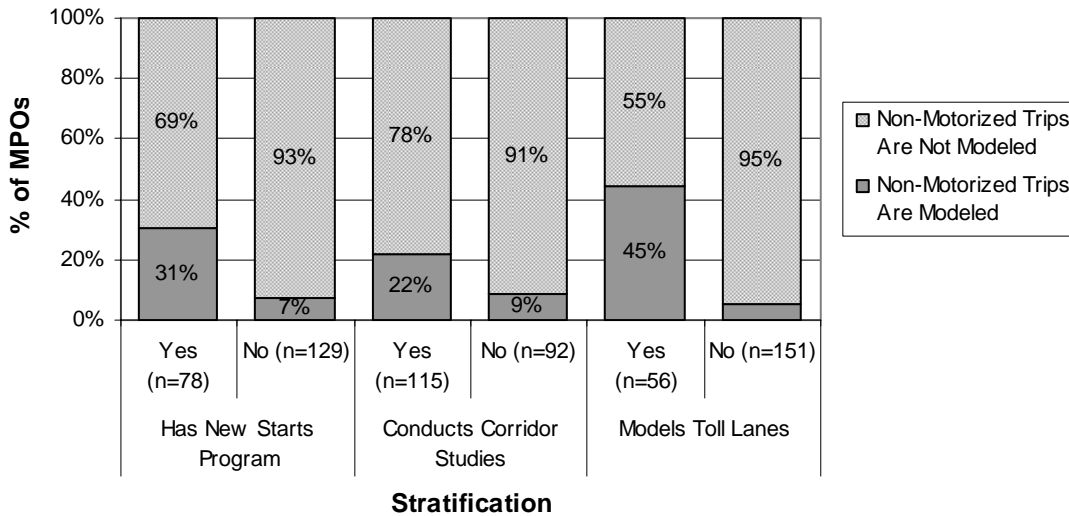 100%
80%
60%
40%
20%
0%
% of MPOs
69%
93%
78%
91%
55%
95%
31%
7%
22%
9%
45%
Yes
(n=78)
No (n=129)
Yes
(n=115)
No (n=92)
Yes
(n=56)
No (n=151)
Has New Starts
Program
Conducts Corridor
Studies
Models Toll Lanes
Stratification
Non-Motorized Trips
Are Not Modeled
Non-Motorized Trips
Are Modeled